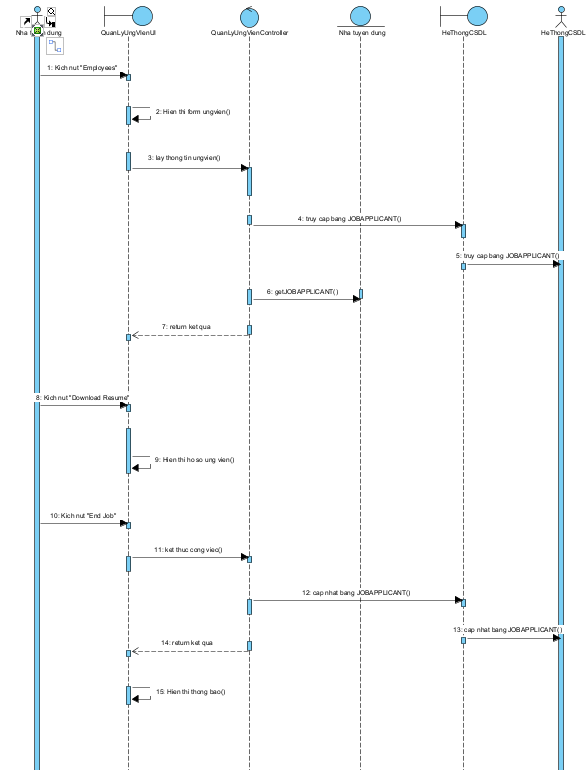 Nha tuyen dung
QuanLyUngVienUI
QuanLyUngVienController
Nha tuyen dung
HeThongCSDL
HeThongCSDL
1: Kich nut "Employees"
2: Hien thi form ungvien()
3: lay thong tin ungvien()
4: truy cap bang JOBAPPLICANT()
5: truy cap bang JOBAPPLICANT()
6: getJOBAPPLICANT()
7: return ket qua
8: Kich nut "Download Resume"
9: Hien thi ho so ung vien()
10: Kich nut "End Job"
11: ket thuc cong viec()
12: cap nhat bang JOBAPPLICANT()
13: cap nhat bang JOBAPPLICANT()
14: return ket qua
15: Hien thi thong bao()